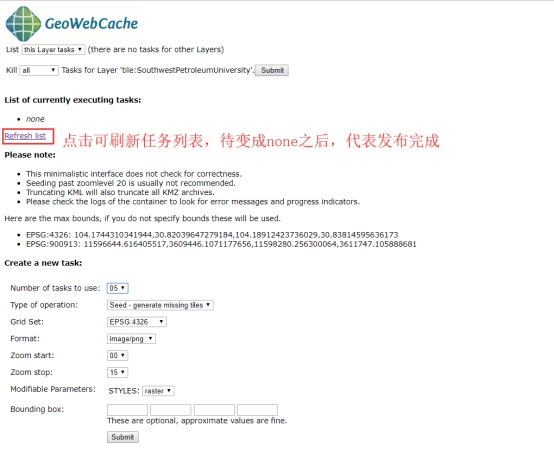 GeoWebCache
List this Layer tasks (there are no tasks for other Layers)
Kill all Tasks for Layer 'tile:SouthwestPetroleumUniversity'. Submit
List of currently executing tasks:
• none
Refresh list 点击可刷新任务列表，待变成none之后，代表发布完成
Please note:
• This minimalistic interface does not check for correctness.
• Seeding past zoomlevel 20 is usually not recommended.
• Truncating KML will also truncate all KMZ archives.
• Please check the logs of the container to look for error messages and progress indicators.
Here are the max bounds, if you do not specify bounds these will be used.
• EPSG:4326: 104.1744310341944,30.82039647279184,104.18912423736029,30.83814595636173
• EPSG:900913: 11596644.616405517,3609446.1071177656,11598280.256300064,3611747.105888681
Create a new task:
Number of tasks to use: 05
Type of operation: Seed - generate missing tiles
Grid Set: EPSG:4326
Format: image/png
Zoom start: 00
Zoom stop: 15
Modifiable Parameters: STYLES: raster
Bounding box:
These are optional, approximate values are fine.
Submit